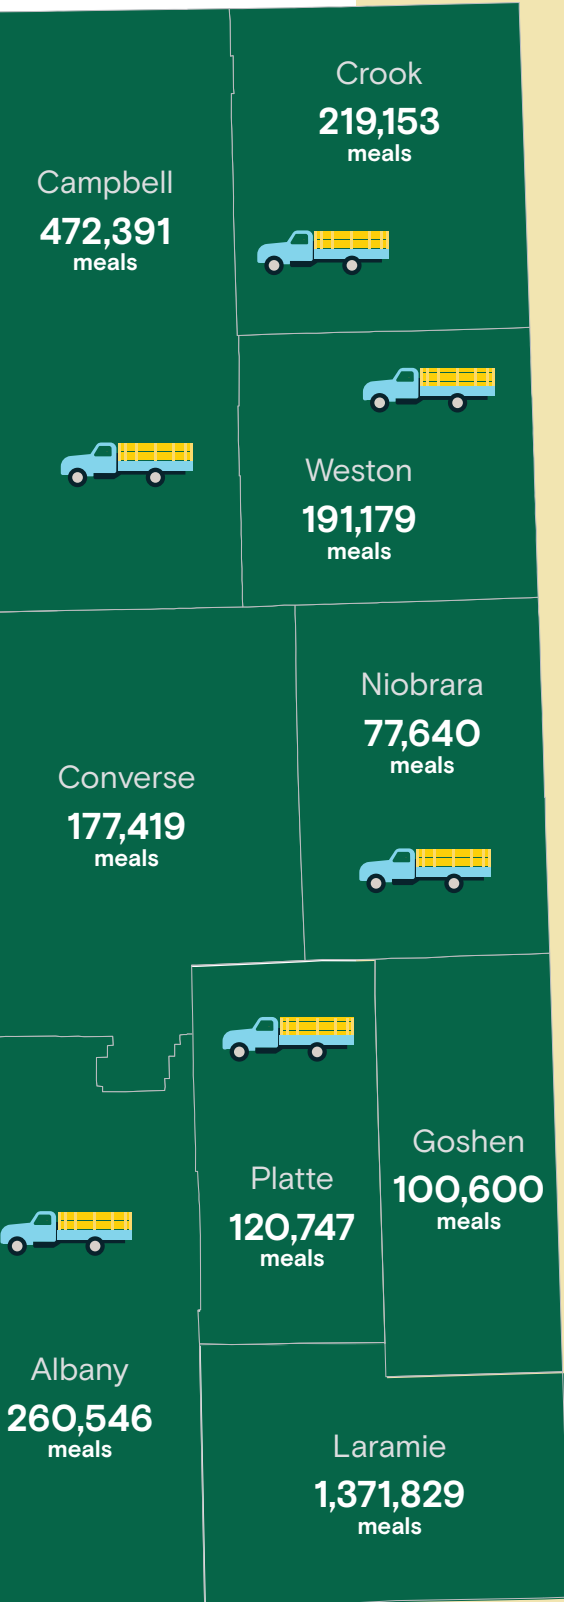 Crook
219,153
meals
Campbell
472,391
meals
Weston
191,179
meals
Niobrara
77,640
meals
Converse
177,419
meals
Goshen
100,600
meals
Platte
120,747
meals
Albany
260,546
meals
Laramie
1,371,829
meals